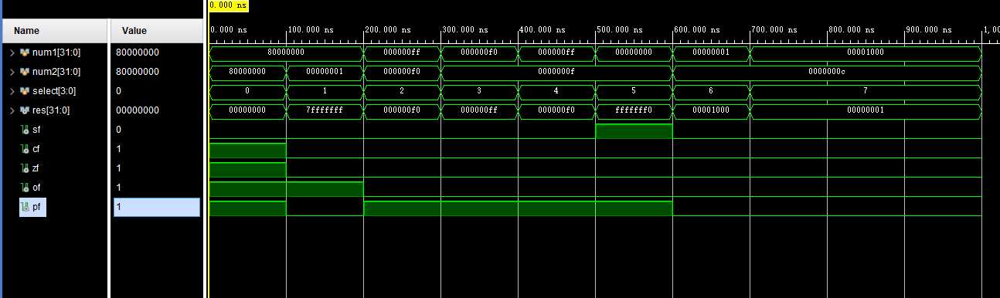 0.000 ns
Name Value
0.000 ns 100.000 ns 200.000 ns 300.000 ns 400.000 ns 500.000 ns 600.000 ns 700.000 ns 800.000 ns 900.000 ns 1,00
num1[31:0] 80000000 80000000 000000ff 000000f0 000000ff 00000000 00000001 00001000
num2[31:0] 80000000 80000000 00000001 000000f0 0000000f 0000000c
select[3:0] 0 0 1 2 3 4 5 6 7
res[31:0] 00000000 00000000 7fffffff 000000f0 000000ff 000000f0 fffffff0 00001000 00000001
sf 0
cf 1
zf 1
of 1
pf 1